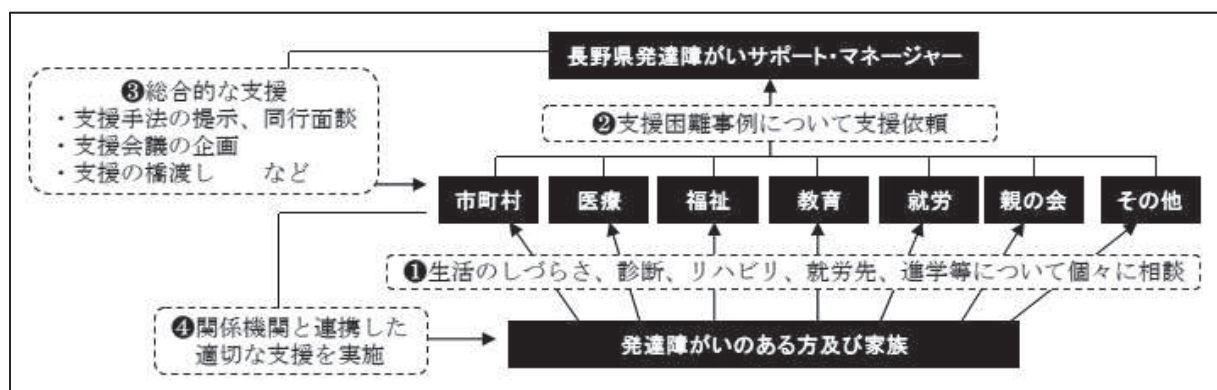 長野県発達障がいサポート・マネージャー
❸総合的な支援
・支援手法の提示、同行面談
・支援会議の企画
・支援の橋渡し　　など
❷支援困難事例について支援依頼
市町村
医療
福祉
教育
就労
親の会
その他
❶生活のしづらさ、診断、リハビリ、就労先、進学等について個々に相談
❹関係機関と連携した
適切な支援を実施
発達障がいのある方及び家族